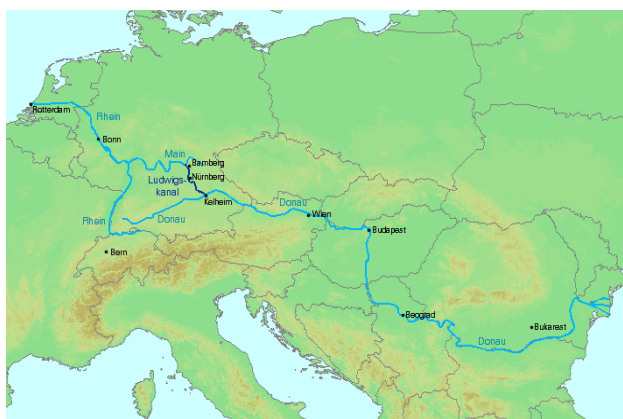 Rotterdam
Rhein
Bonn
Main
Bamberg
Ludwigs-
kanal
Nürnberg
Kelheim
Donau
Wien
Rhein
Donau
Budapest
Bern
Beograd
Bukarest
Donau